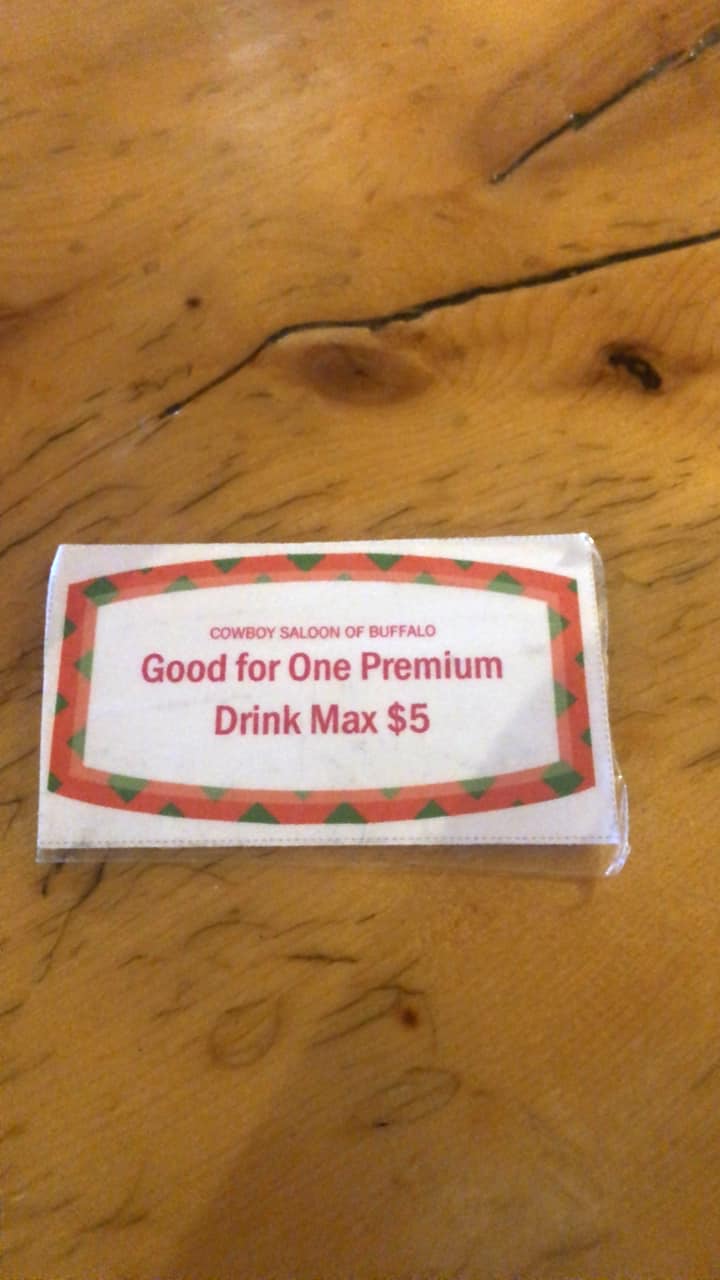 COWBOY SALOON OF BUFFALO
Good for One Premium
Drink Max $5